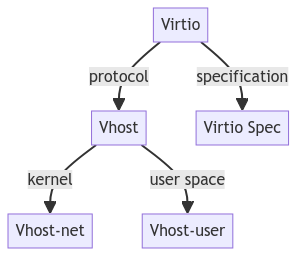 Virtio
protocol
specification
Vhost
Virtio Spec
kernel
user space
Vhost-net
Vhost-user